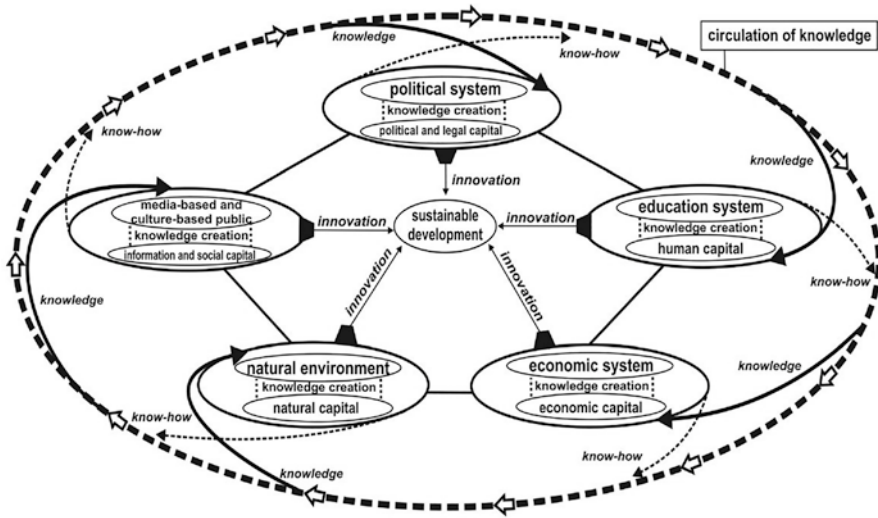 knowledge
know-how
circulation of knowledge
political system
knowledge creation
political and legal capital
know-how
knowledge
innovation
media-based and
culture-based public
knowledge creation
information and social capital
innovation
sustainable
development
innovation
education system
knowledge creation
human capital
know-how
knowledge
innovation
innovation
knowledge
natural environment
knowledge creation
natural capital
economic system
knowledge creation
economic capital
know-how
knowledge
know-how